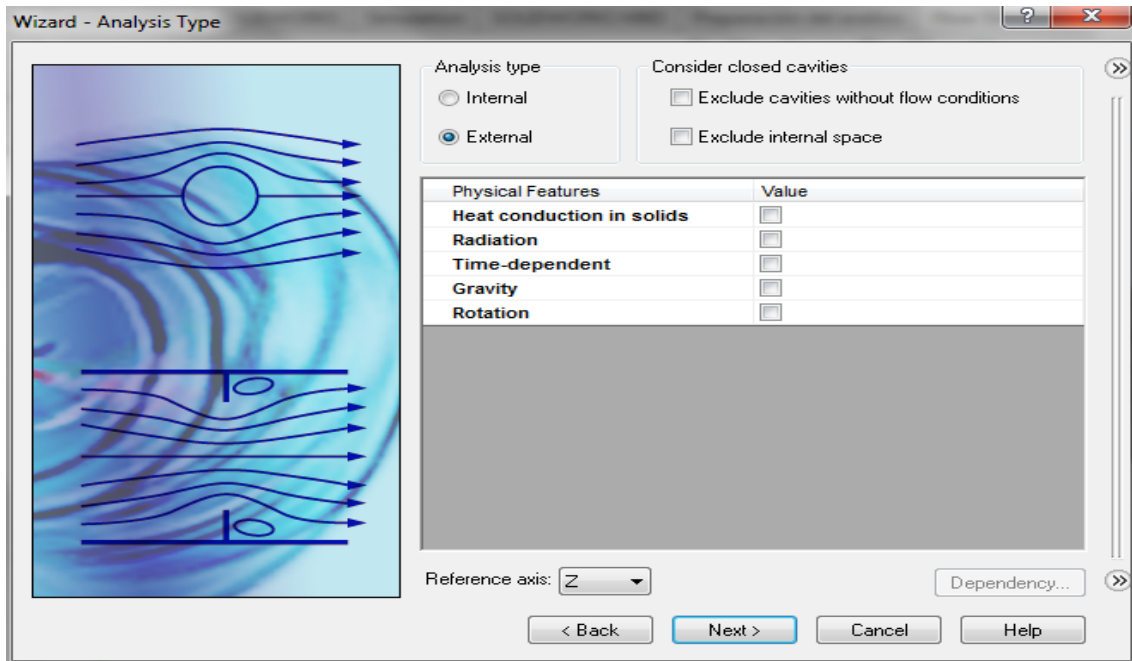 Wizard - Analysis Type
Analysis type
Internal
External
Consider closed cavities
Exclude cavities without flow conditions
Exclude internal space
Physical Features Value
Heat conduction in solids
Radiation
Time-dependent
Gravity
Rotation
Reference axis: Z
Dependency...
< Back Next > Cancel Help